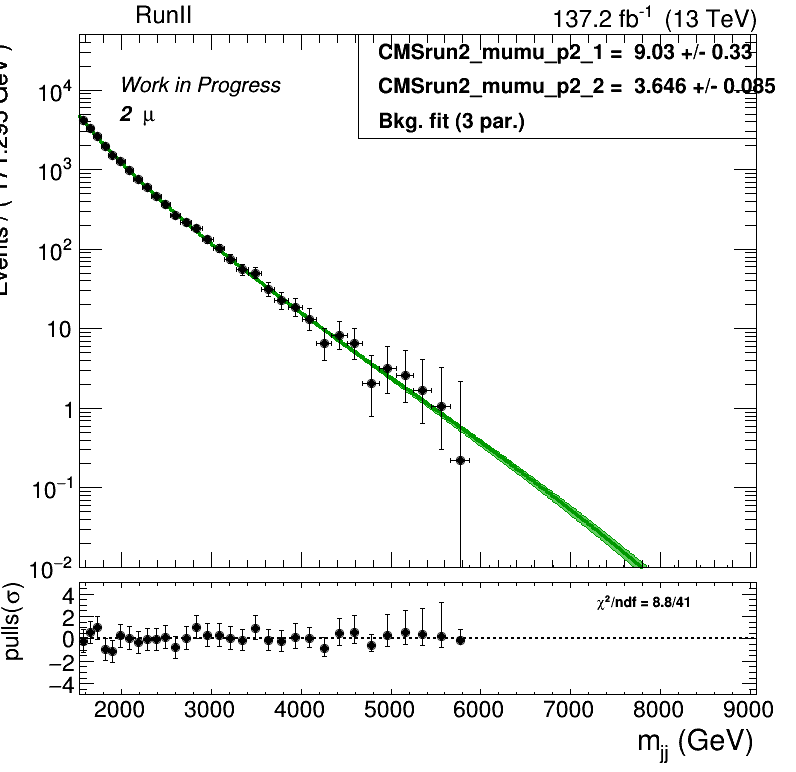 RunII
137.2 fb⁻¹ (13 TeV)
CMSrun2_mumu_p2_1 = 9.03 +/- 0.33
CMSrun2_mumu_p2_2 = 3.646 +/- 0.085
Bkg. fit (3 par.)
Work in Progress
2 μ
10⁴
10³
10²
10
1
10⁻¹
10⁻²
χ²/ndf = 8.8/41
pulls(σ)
4
2
0
−2
−4
2000 3000 4000 5000 6000 7000 8000 9000
m_jj (GeV)